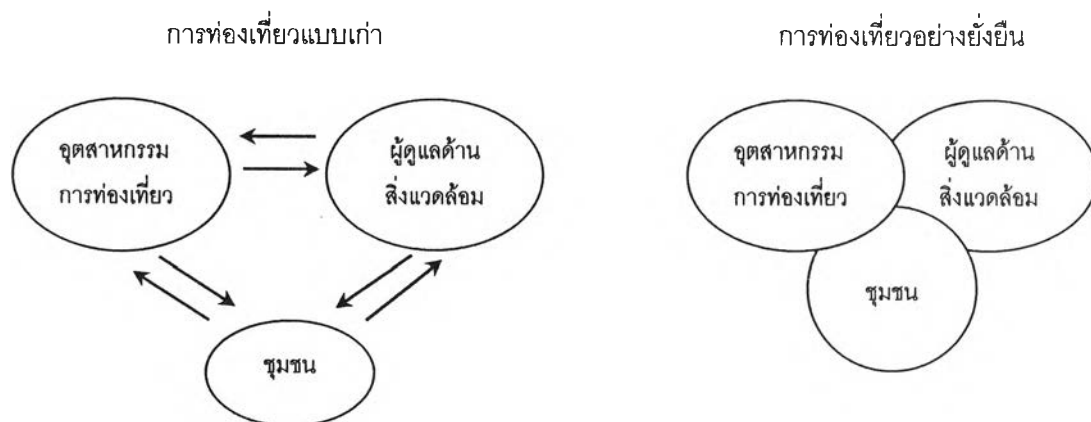 การท่องเที่ยวแบบเก่า
อุตสาหกรรม
การท่องเที่ยว
ผู้ดูแลด้าน
สิ่งแวดล้อม
ชุมชน
การท่องเที่ยวอย่างยั่งยืน
อุตสาหกรรม
การท่องเที่ยว
ผู้ดูแลด้าน
สิ่งแวดล้อม
ชุมชน